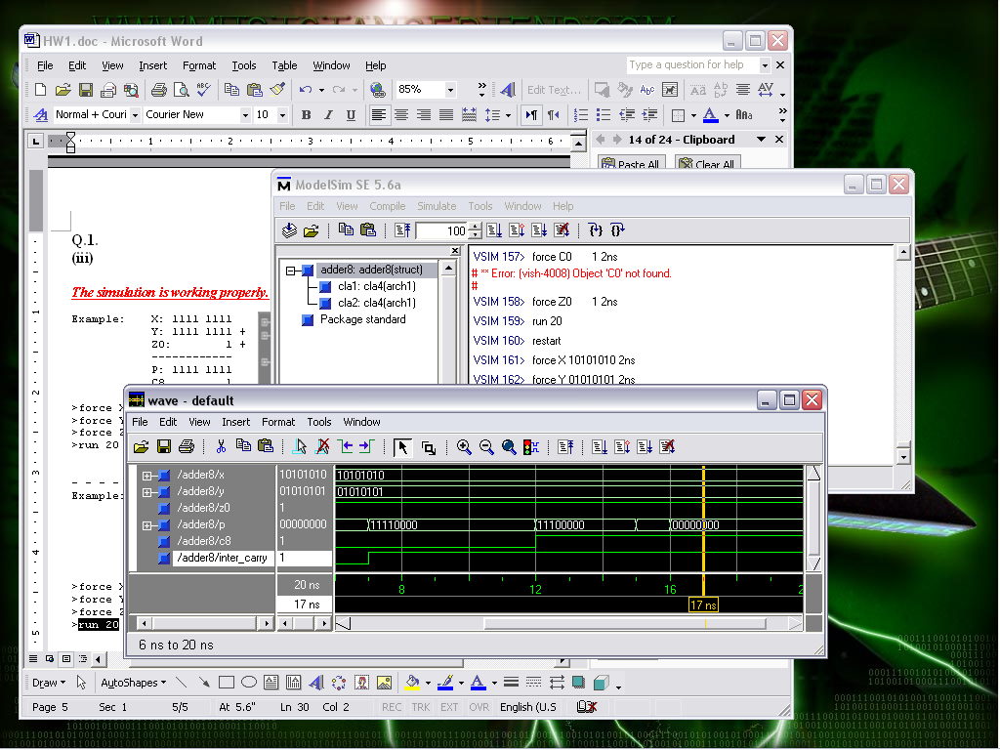 HW1.doc - Microsoft Word
File Edit View Insert Format Tools Table Window Help
Type a question for help
85%
Edit Text...
Normal + Couri
Courier New
10
B I U
14 of 24 - Clipboard
Paste All
Clear All
1 2 3 4 5 6
Q.1.
(iii)
The simulation is working properly.
Example: X: 1111 1111
Y: 1111 1111 +
Z0: 1 +
------------
P: 1111 1111
C8 1
>force X
>force Y
>force Z
>run 20
Example:
>force X
>force Y
>force Z
>run 20
Draw
AutoShapes
Page 5 Sec 1 5/5 At 5.6" Ln 30 Col 2 REC TRK EXT OVR English (U.S
ModelSim SE 5.6a
File Edit View Compile Simulate Tools Window Help
100
adder8: adder8(struct)
cla1: cla4(arch1)
cla2: cla4(arch1)
Package standard
VSIM 157> force C0 1 2ns
# ** Error: (vish-4008) Object 'C0' not found.
#
VSIM 158> force Z0 1 2ns
VSIM 159> run 20
VSIM 160> restart
VSIM 161> force X 10101010 2ns
VSIM 162> force Y 01010101 2ns
wave - default
File Edit View Insert Format Tools Window
/adder8/x 10101010 10101010
/adder8/y 01010101 01010101
/adder8/z0 1
/adder8/p 00000000 11110000 11100000 00000000
/adder8/c8 1
/adder8/inter_carry 1
20 ns 8 12 16 2
17 ns 17 ns
6 ns to 20 ns